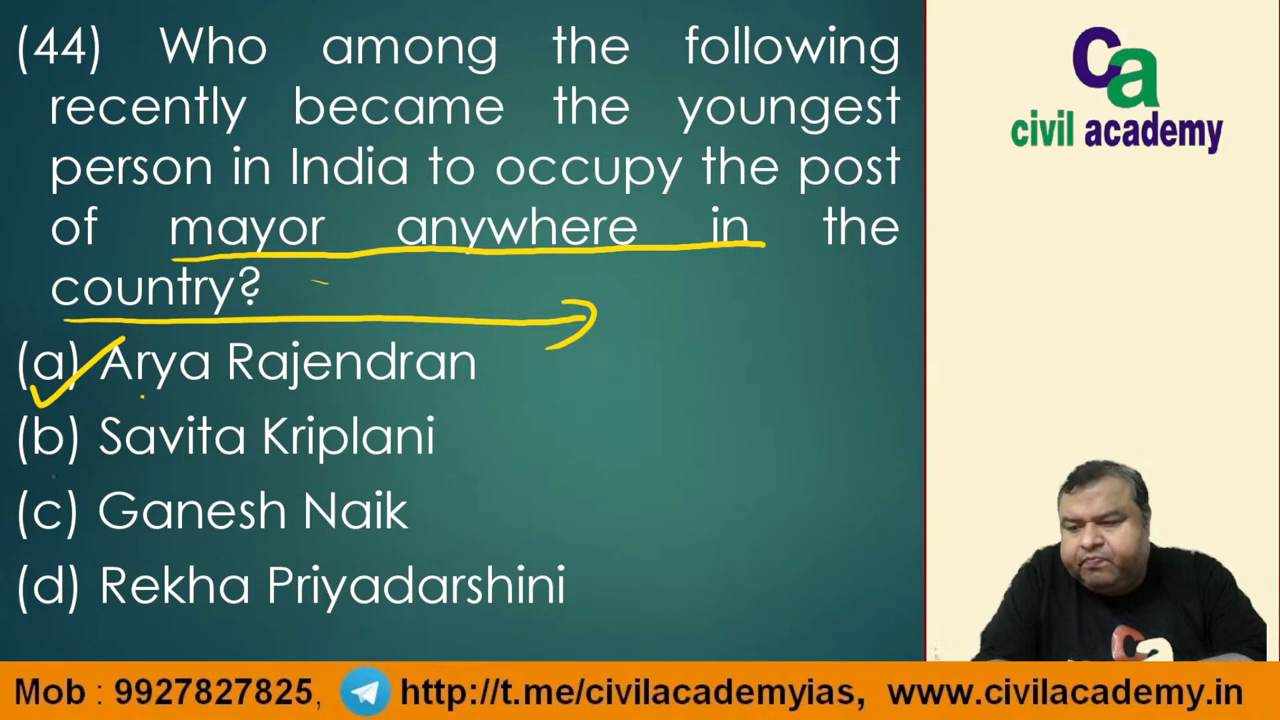 (44) Who among the following
recently became the youngest
person in India to occupy the post
of mayor anywhere in the
country?
(a) Arya Rajendran
(b) Savita Kriplani
(c) Ganesh Naik
(d) Rekha Priyadarshini
ca
civil academy
ca
Mob : 9927827825, http://t.me/civilacademyias, www.civilacademy.in